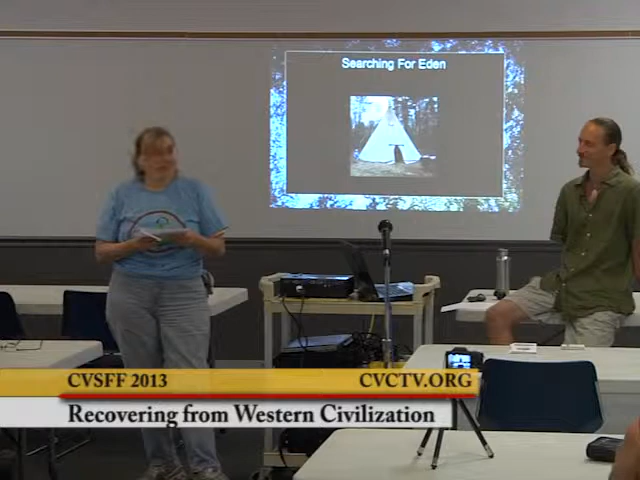 Searching For Eden
CVSFF 2013 CVCTV.ORG
Recovering from Western Civilization